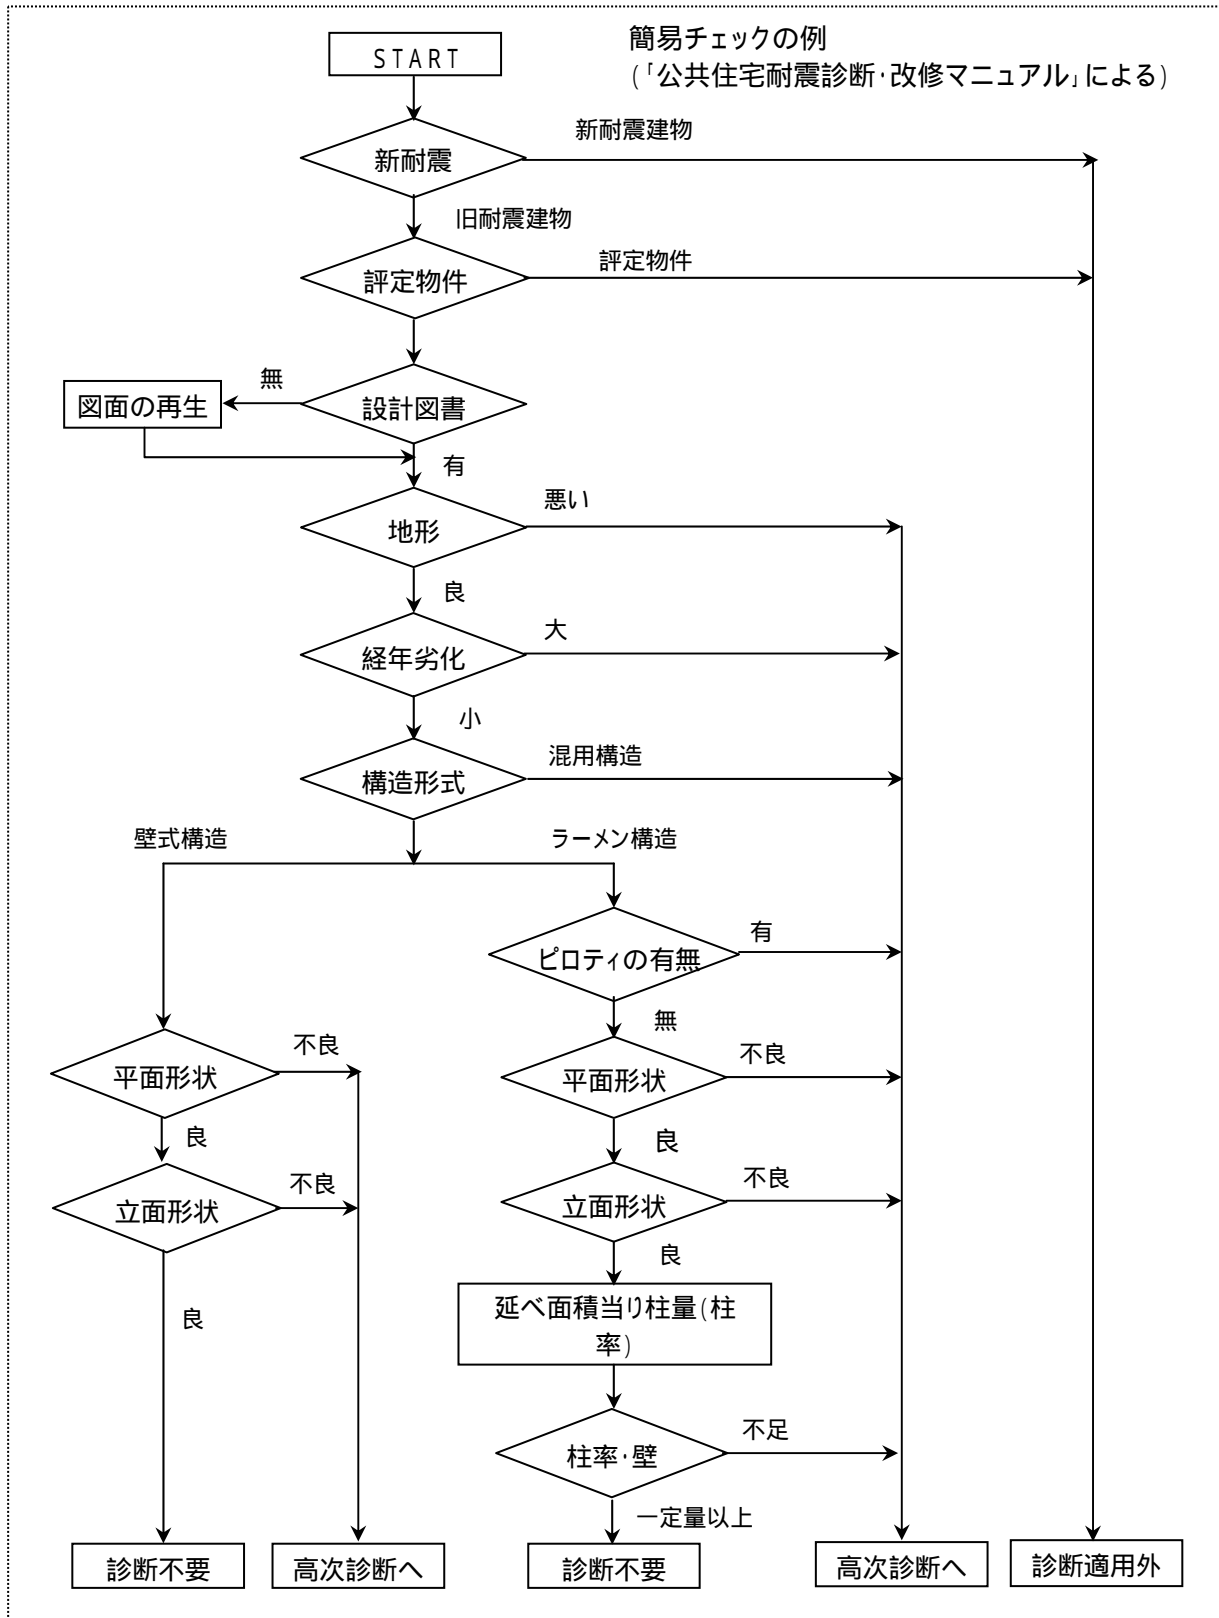 簡易チェックの例
(「公共住宅耐震診断・改修マニュアル」による)
START
新耐震建物
新耐震
旧耐震建物
評定物件
評定物件
無
図面の再生
設計図書
有
悪い
地形
良
大
経年劣化
小
混用構造
構造形式
壁式構造
ラーメン構造
有
ピロティの有無
無
不良
平面形状
不良
平面形状
良
良
不良
立面形状
不良
立面形状
良
良
延べ面積当り柱量(柱
率)
不足
柱率・壁
一定量以上
診断不要
高次診断へ
診断不要
高次診断へ
診断適用外